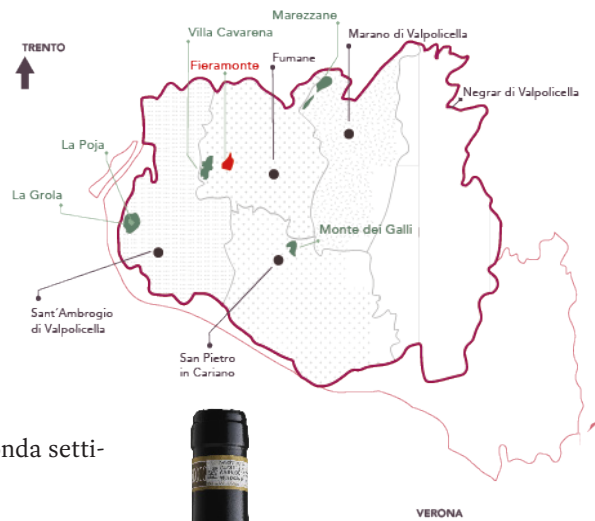 Marezzane
Villa Cavarena
Marano di Valpolicella
TRENTO
Fieramonte
Fumane
Negrar di Valpolicella
La Poja
La Grola
Monte dei Galli
Sant'Ambrogio
di Valpolicella
San Pietro
in Cariano
nda setti-
VERONA